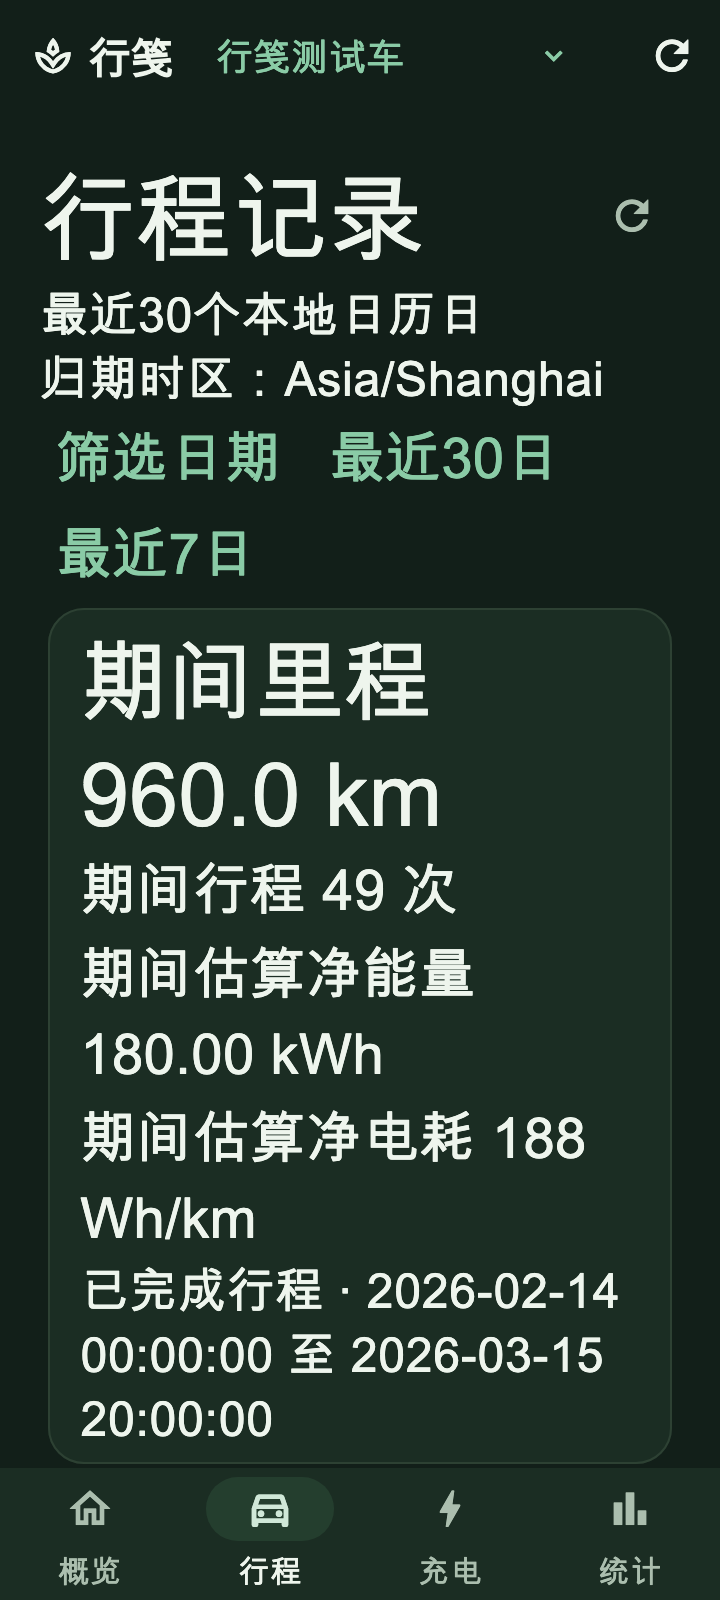 行笺 行笺测试车
行程记录
最近30个本地日历日
归期时区：Asia/Shanghai
筛选日期 最近30日
最近7日
期间里程
960.0 km
期间行程 49 次
期间估算净能量
180.00 kWh
期间估算净电耗 188
Wh/km
已完成行程 · 2026-02-14
00:00:00 至 2026-03-15
20:00:00
概览 行程 充电 统计